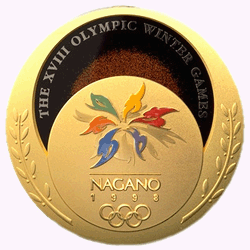 THE XVIII OLYMPIC WINTER GAMES
NAGANO
1998